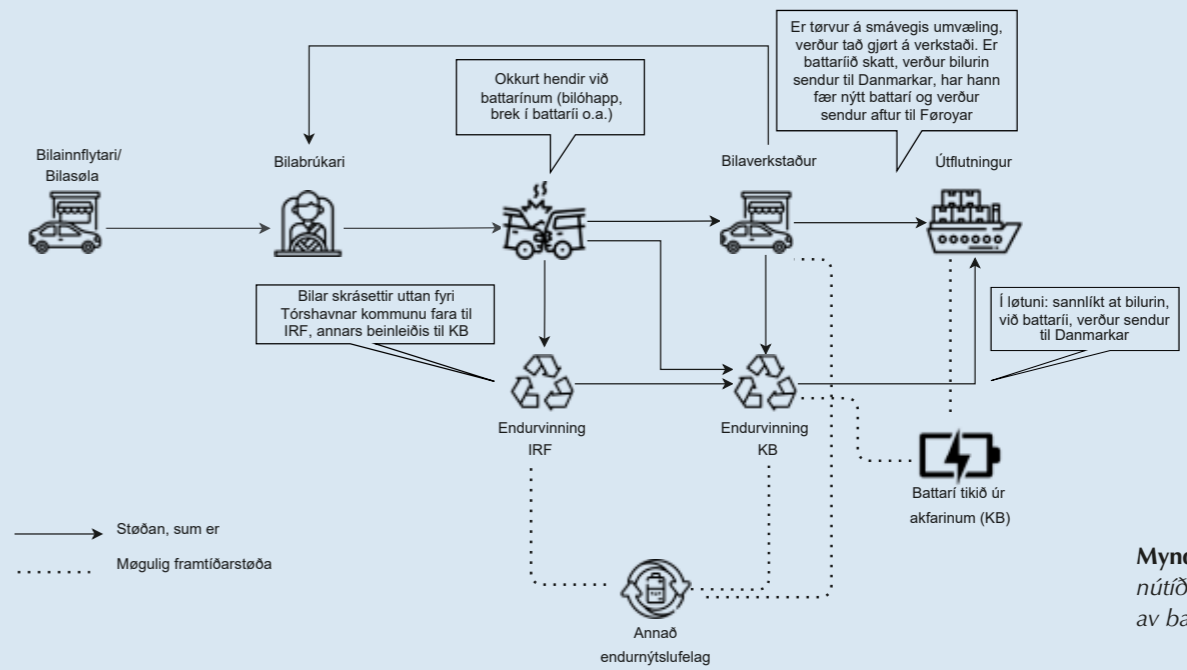 Er tørvur á smávegis umvæling,
verður tað gjørt á verkstaði. Er
battaríið skatt, verður bilurin
sendur til Danmarkar, har hann
fær nýtt battarí og verður
sendur aftur til Føroyar
Okkurt hendir við
battarínum (bilóhapp,
brek í battaríi o.a.)
Bilainnflytari/
Bilasøla
Bilabrúkari
Bilaverkstaður
Útflutningur
Bilar skrásettir uttan fyri
Tórshavnar kommunu fara til
IRF, annars beinleiðis til KB
Í løtuni: sannlíkt at bilurin,
við battaríi, verður sendur
til Danmarkar
Endurvinning
IRF
Endurvinning
KB
Battarí tikið úr
akfarinum (KB)
Støðan, sum er
Møgulig framtíðarstøða
Annað
endurnýtslufelag
nútíð